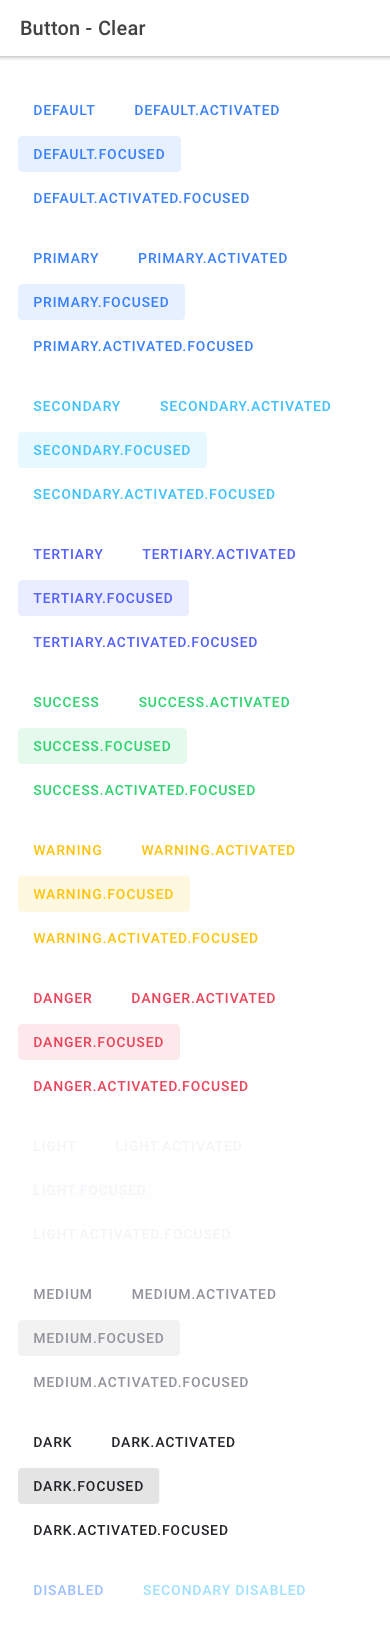 Button - Clear
DEFAULT DEFAULT.ACTIVATED
DEFAULT.FOCUSED
DEFAULT.ACTIVATED.FOCUSED
PRIMARY PRIMARY.ACTIVATED
PRIMARY.FOCUSED
PRIMARY.ACTIVATED.FOCUSED
SECONDARY SECONDARY.ACTIVATED
SECONDARY.FOCUSED
SECONDARY.ACTIVATED.FOCUSED
TERTIARY TERTIARY.ACTIVATED
TERTIARY.FOCUSED
TERTIARY.ACTIVATED.FOCUSED
SUCCESS SUCCESS.ACTIVATED
SUCCESS.FOCUSED
SUCCESS.ACTIVATED.FOCUSED
WARNING WARNING.ACTIVATED
WARNING.FOCUSED
WARNING.ACTIVATED.FOCUSED
DANGER DANGER.ACTIVATED
DANGER.FOCUSED
DANGER.ACTIVATED.FOCUSED
LIGHT LIGHT.ACTIVATED
LIGHT.FOCUSED
LIGHT.ACTIVATED.FOCUSED
MEDIUM MEDIUM.ACTIVATED
MEDIUM.FOCUSED
MEDIUM.ACTIVATED.FOCUSED
DARK DARK.ACTIVATED
DARK.FOCUSED
DARK.ACTIVATED.FOCUSED
DISABLED SECONDARY DISABLED